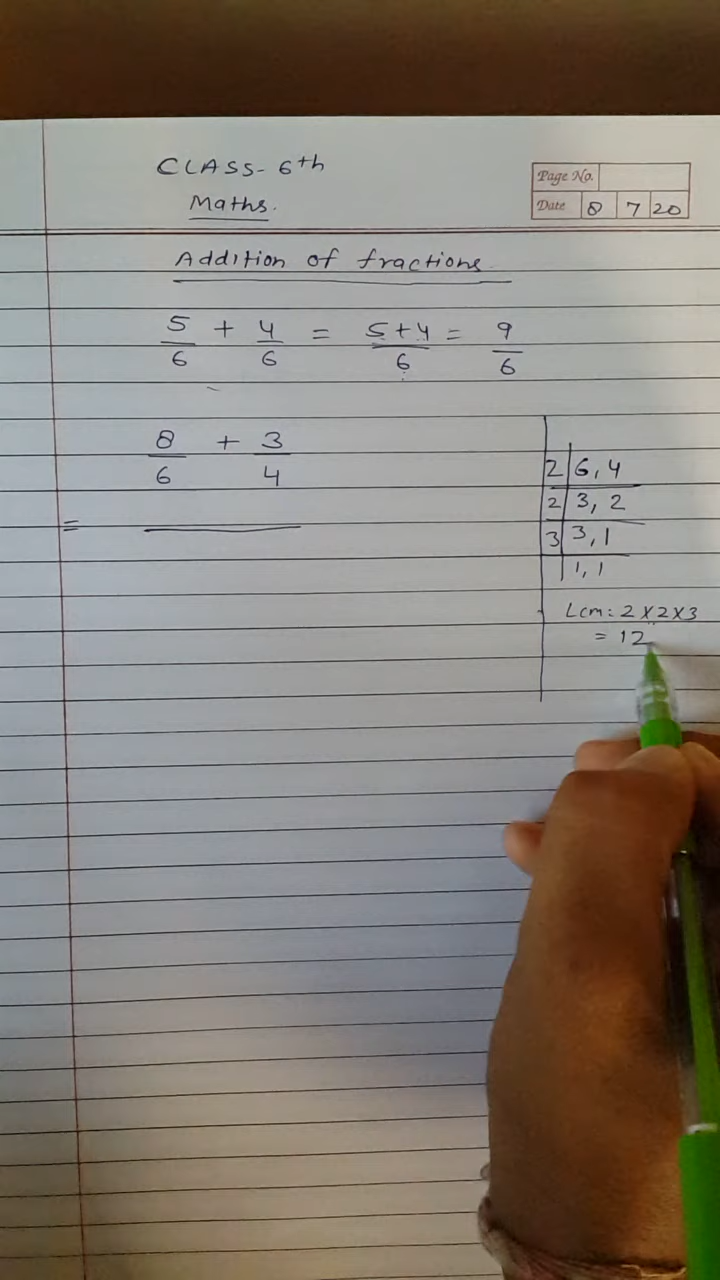 CLASS- 6th
Maths.
Page No.
Date 8 7 20
Addition of fractions
5/6 + 4/6 = 5+4/6 = 9/6
8/6 + 3/4
=
2 | 6, 4
2 | 3, 2
3 | 3, 1
| 1, 1
Lcm: 2 X 2 X 3
= 12